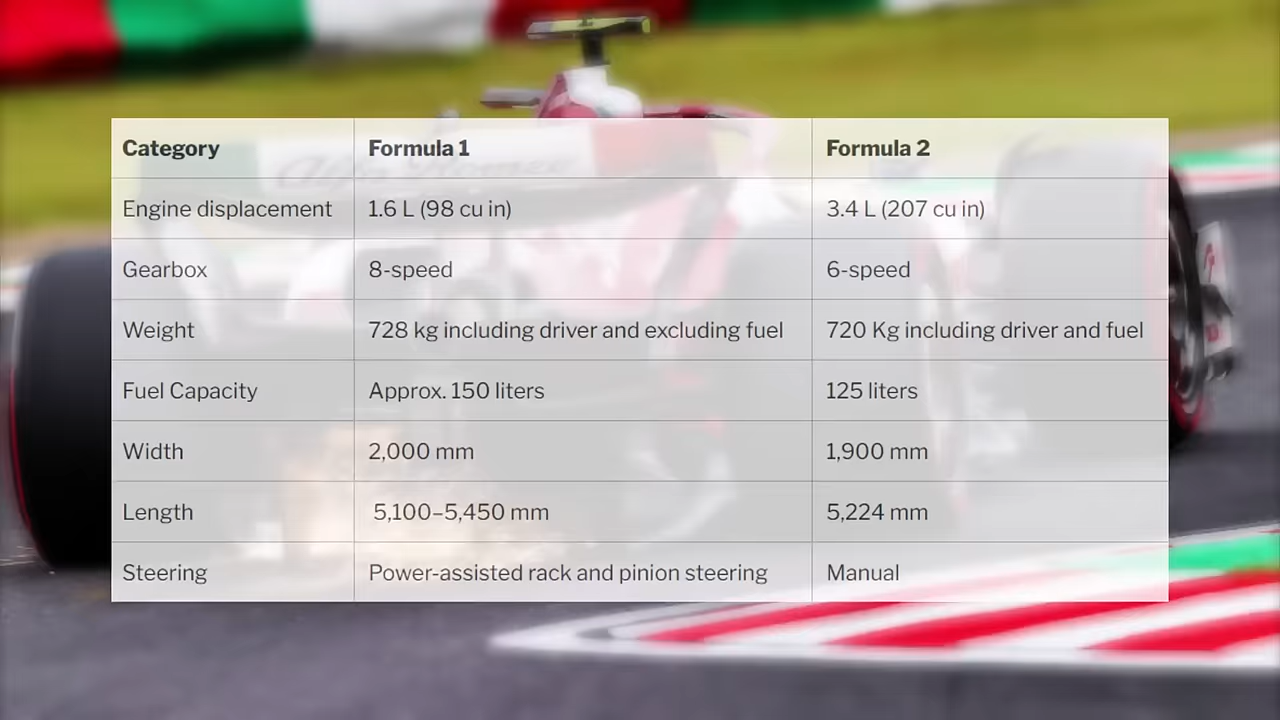 Category Formula 1 Formula 2
Engine displacement 1.6 L (98 cu in) 3.4 L (207 cu in)
Gearbox 8-speed 6-speed
Weight 728 kg including driver and excluding fuel 720 Kg including driver and fuel
Fuel Capacity Approx. 150 liters 125 liters
Width 2,000 mm 1,900 mm
Length 5,100–5,450 mm 5,224 mm
Steering Power-assisted rack and pinion steering Manual